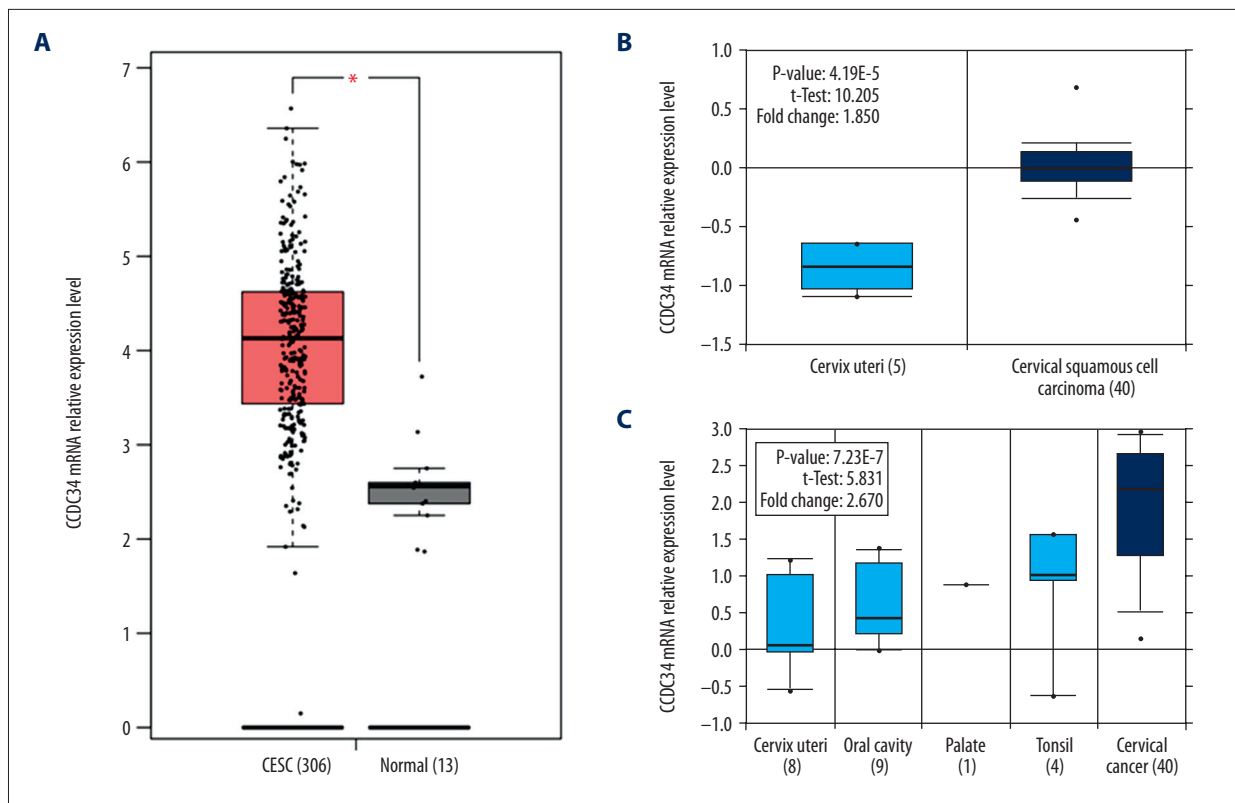 A
CCDC34 mRNA relative expression level
7
6
5
4
3
2
1
0
*
CESC (306)
Normal (13)
B
CCDC34 mRNA relative expression level
1.0
0.5
0.0
–0.5
–1.0
–1.5
P-value: 4.19E-5
t-Test: 10.205
Fold change: 1.850
Cervix uteri (5)
Cervical squamous cell
carcinoma (40)
C
CCDC34 mRNA relative expression level
3.0
2.5
2.0
1.5
1.0
0.5
0.0
–0.5
–1.0
P-value: 7.23E-7
t-Test: 5.831
Fold change: 2.670
Cervix uteri
(8)
Oral cavity
(9)
Palate
(1)
Tonsil
(4)
Cervical
cancer (40)